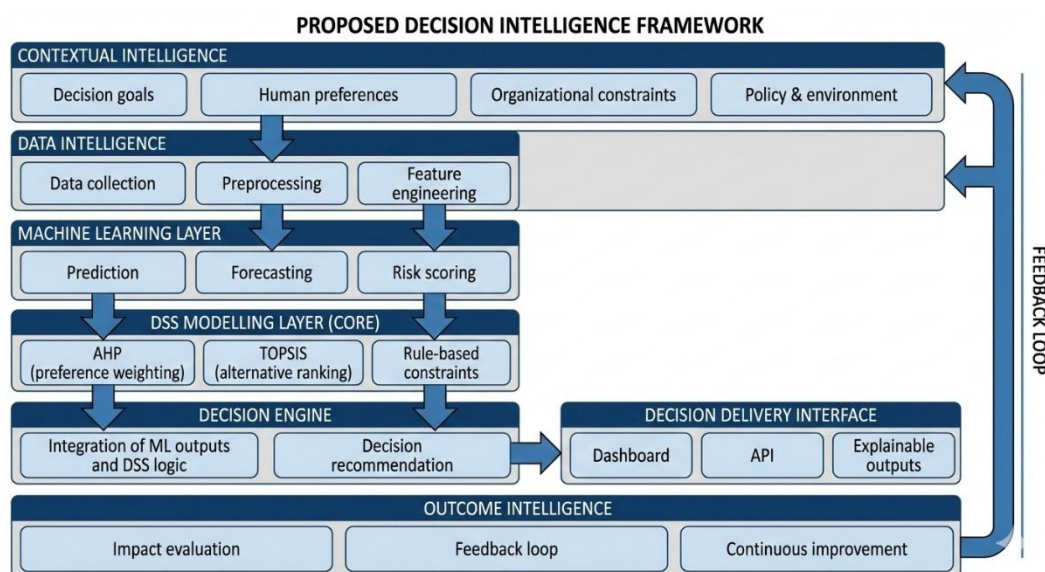 PROPOSED DECISION INTELLIGENCE FRAMEWORK
CONTEXTUAL INTELLIGENCE
Decision goals
Human preferences
Organizational constraints
Policy & environment
DATA INTELLIGENCE
Data collection
Preprocessing
Feature
engineering
MACHINE LEARNING LAYER
Prediction
Forecasting
Risk scoring
DSS MODELLING LAYER (CORE)
AHP
(preference weighting)
TOPSIS
(alternative ranking)
Rule-based
constraints
DECISION ENGINE
Integration of ML outputs
and DSS logic
Decision
recommendation
DECISION DELIVERY INTERFACE
Dashboard
API
Explainable
outputs
OUTCOME INTELLIGENCE
Impact evaluation
Feedback loop
Continuous improvement
FEEDBACK LOOP